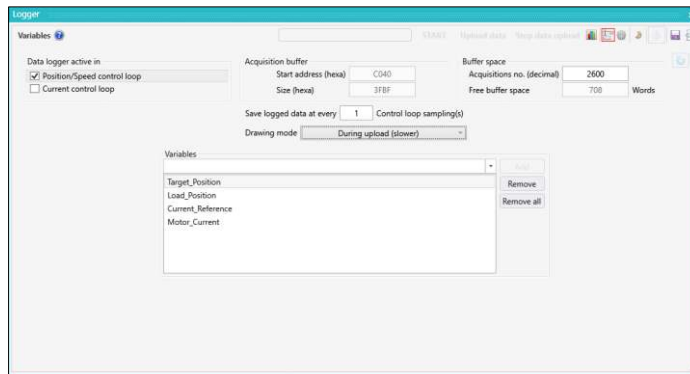 Logger
Variables
START Upload data Stop data upload
Data logger active in
Position/Speed control loop
Current control loop
Acquisition buffer
Start address (hexa) C040
Size (hexa) 3FBF
Buffer space
Acquisitions no. (decimal) 2600
Free buffer space 700 Words
Save logged data at every 1 Control loop sampling(s)
Drawing mode During upload (slower)
Variables
Add
Target_Position
Load_Position
Current_Reference
Motor_Current
Remove
Remove all